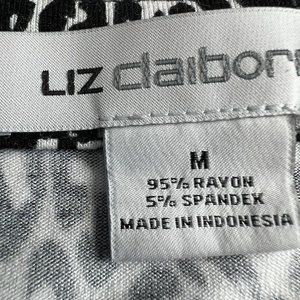 LIZ claibor
M
95% RAYON
5% SPANDEX
MADE IN INDONESIA